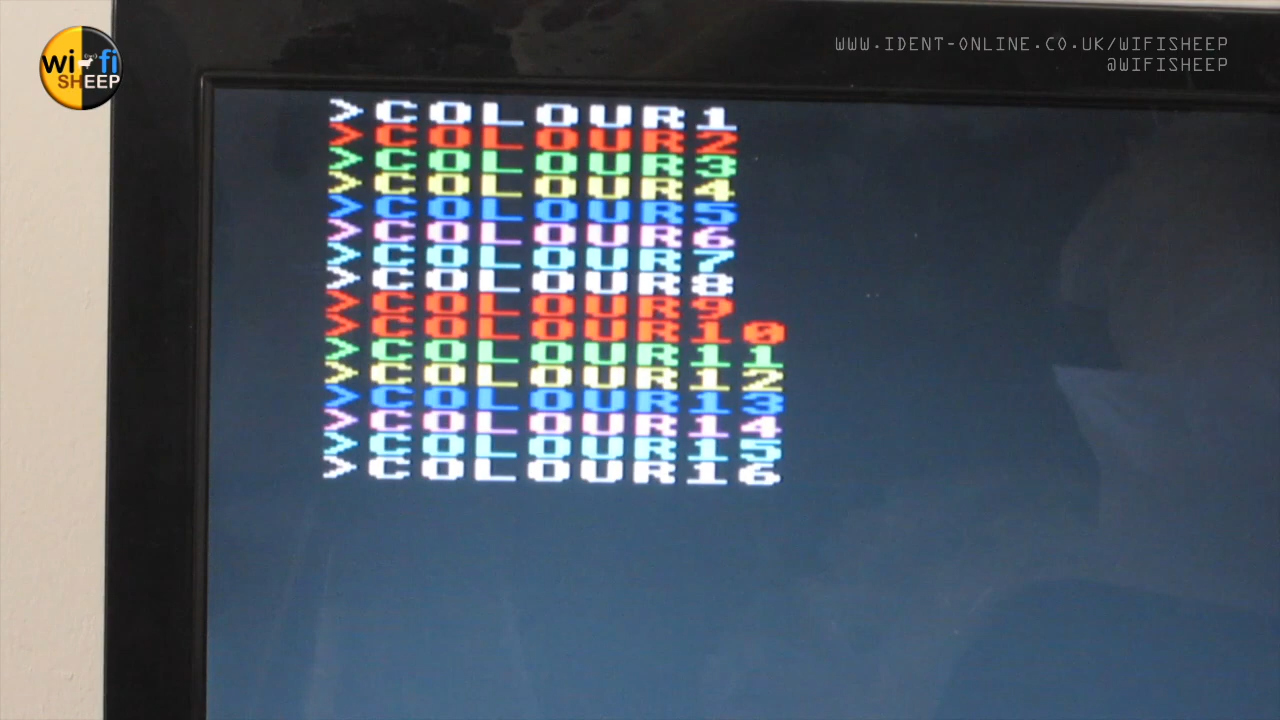 wi-fi
SHEEP
WWW.IDENT-ONLINE.CO.UK/WIFISHEEP
@WIFISHEEP
>COLOUR1
>COLOUR2
>COLOUR3
>COLOUR4
>COLOUR5
>COLOUR6
>COLOUR7
>COLOUR8
>COLOUR9
>COLOUR10
>COLOUR11
>COLOUR12
>COLOUR13
>COLOUR14
>COLOUR15
>COLOUR16